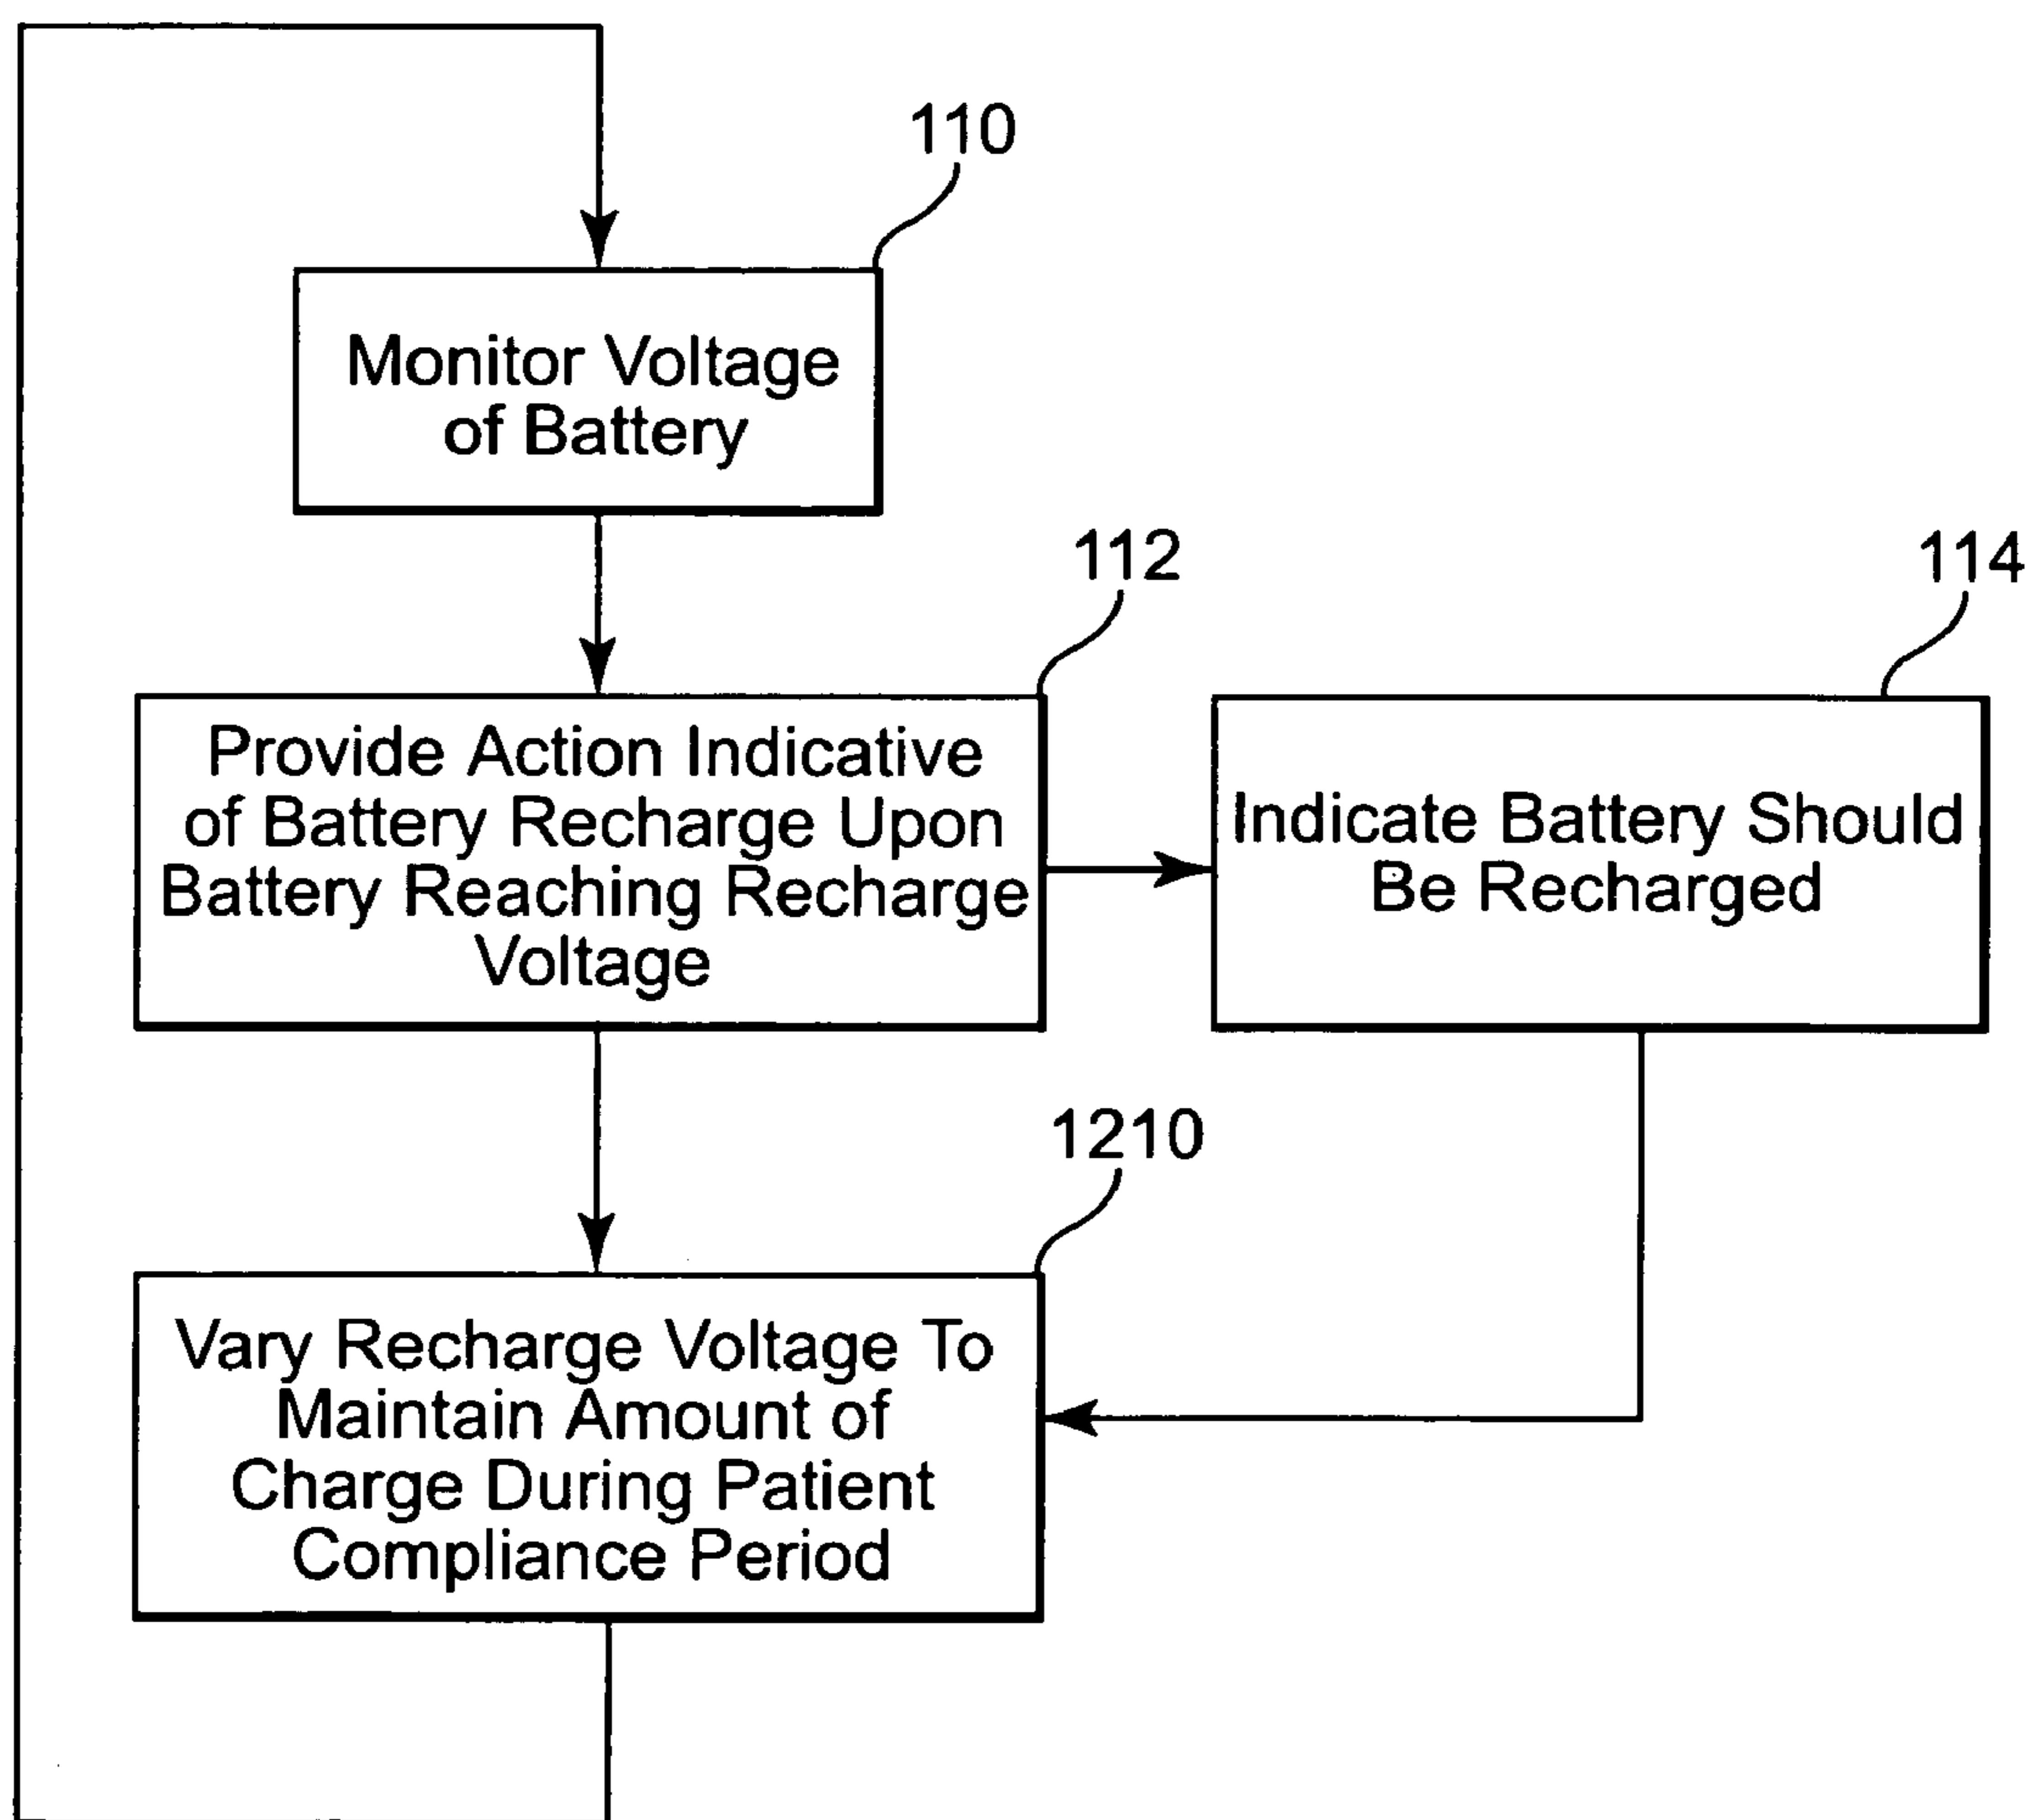 110
Monitor Voltage
of Battery
112
Provide Action Indicative
of Battery Recharge Upon
Battery Reaching Recharge
Voltage
114
Indicate Battery Should
Be Recharged
1210
Vary Recharge Voltage To
Maintain Amount of
Charge During Patient
Compliance Period